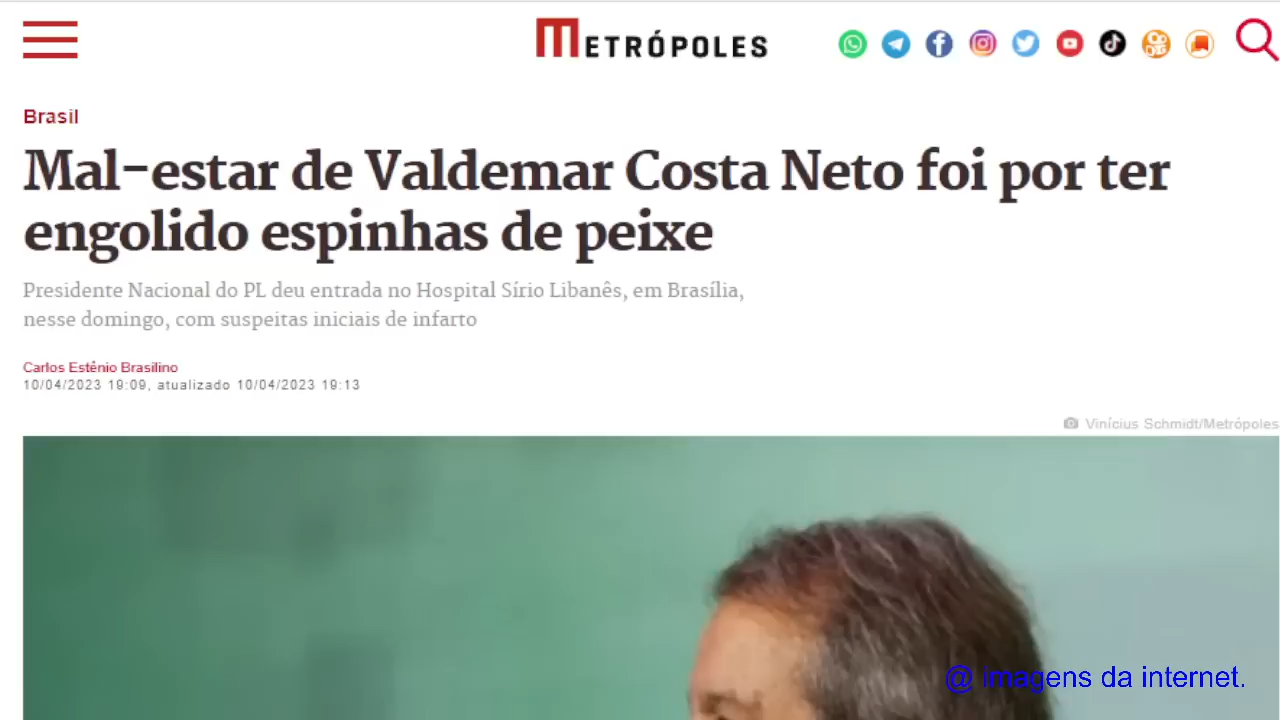 METRÓPOLES
Brasil
Mal-estar de Valdemar Costa Neto foi por ter
engolido espinhas de peixe
Presidente Nacional do PL deu entrada no Hospital Sírio Libanês, em Brasília,
nesse domingo, com suspeitas iniciais de infarto
Carlos Estênio Brasilino
10/04/2023 19:09, atualizado 10/04/2023 19:13
Vinícius Schmidt/Metrópoles
@ imagens da internet.